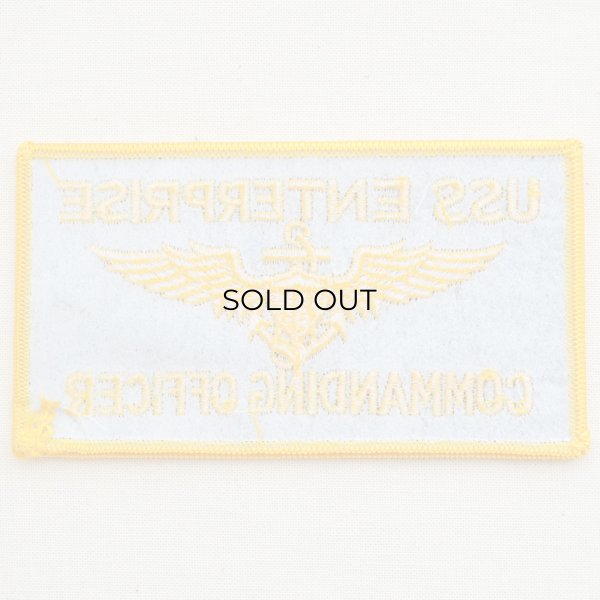 USS ENTERPRISE
SOLD OUT
COMMANDING OFFICER